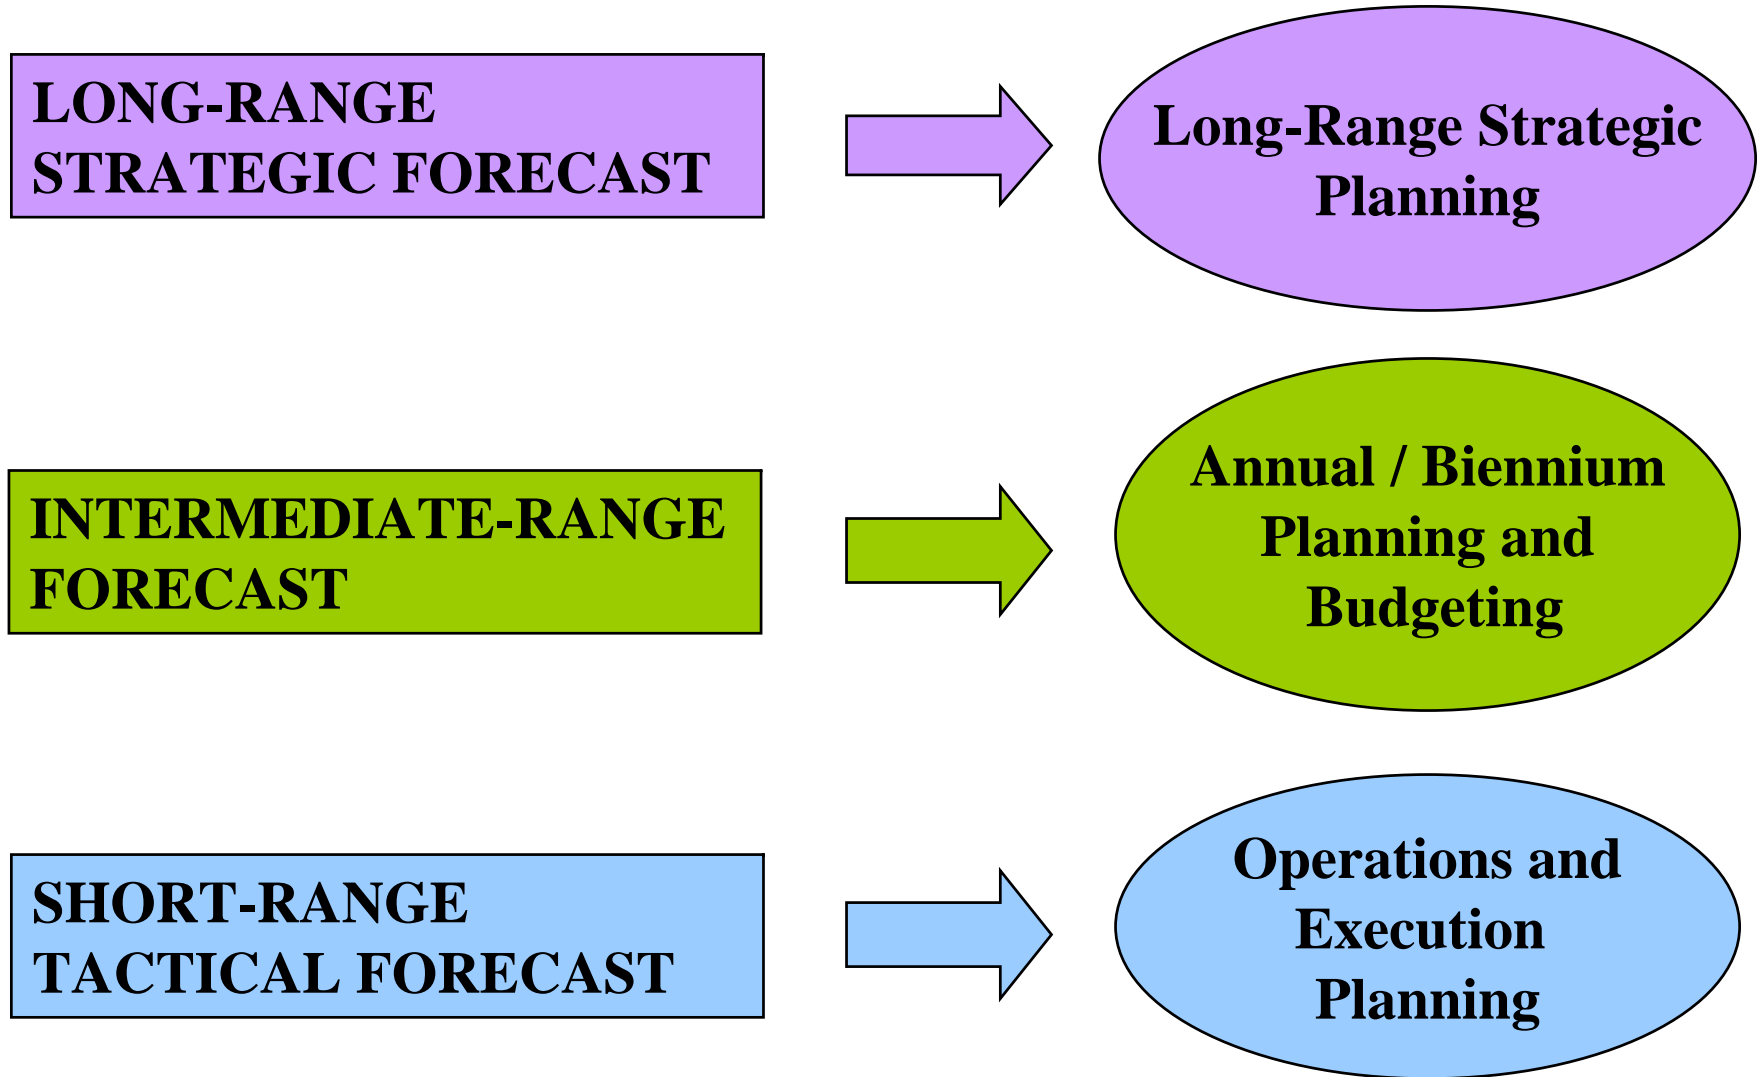 LONG-RANGE
STRATEGIC FORECAST
Long-Range Strategic
Planning
INTERMEDIATE-RANGE
FORECAST
Annual / Biennium
Planning and
Budgeting
SHORT-RANGE
TACTICAL FORECAST
Operations and
Execution
Planning